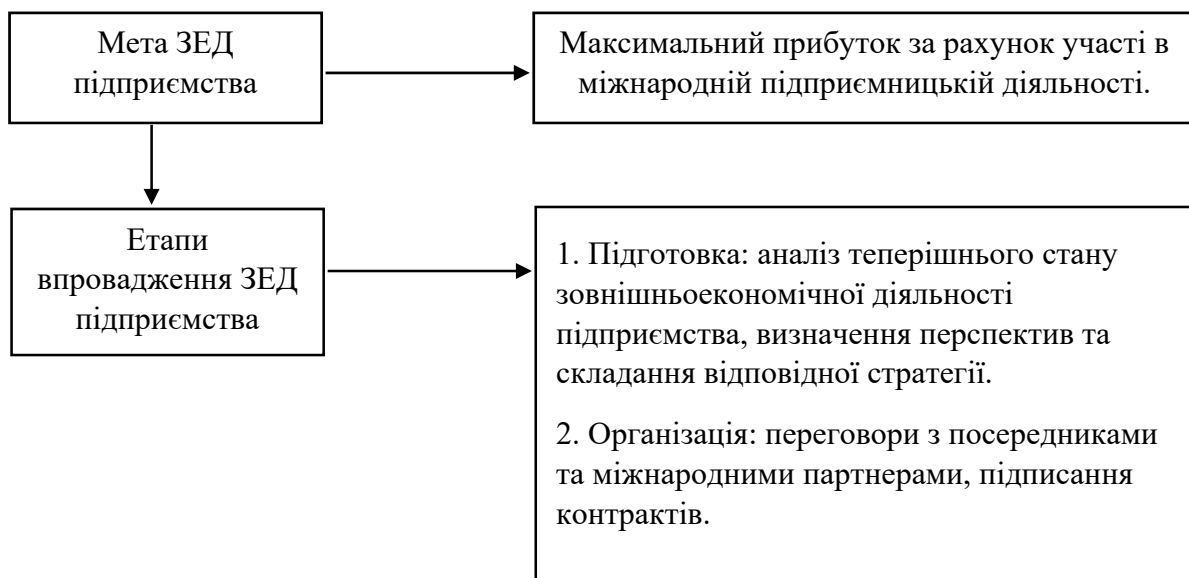 Мета ЗЕД
підприємства
Максимальний прибуток за рахунок участі в
міжнародній підприємницькій діяльності.
Етапи
впровадження ЗЕД
підприємства
1. Підготовка: аналіз теперішнього стану
зовнішньоекономічної діяльності
підприємства, визначення перспектив та
складання відповідної стратегії.
2. Організація: переговори з посередниками
та міжнародними партнерами, підписання
контрактів.